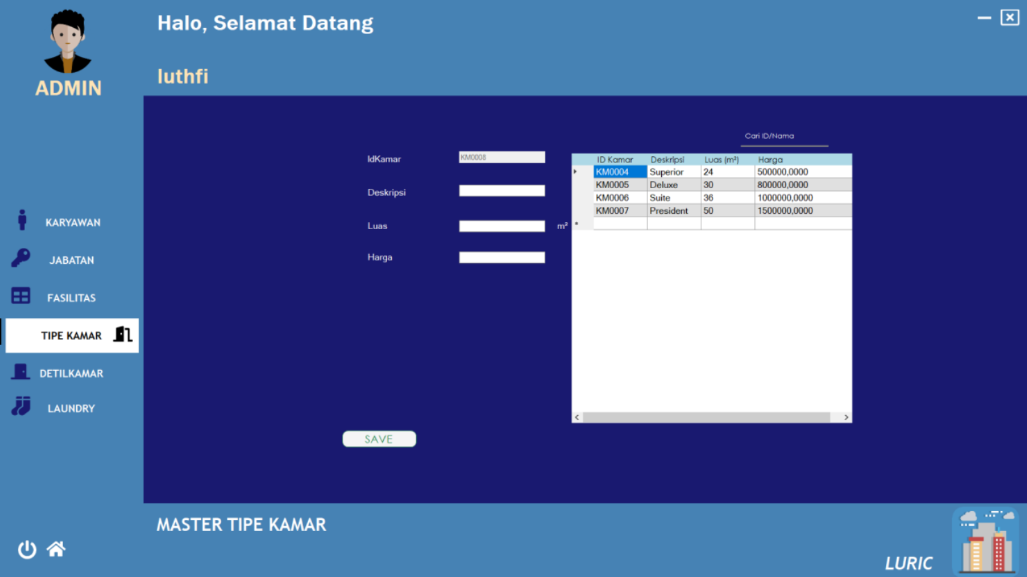 Halo, Selamat Datang
ADMIN
luthfi
Cari ID/Nama
IdKamar KM0008
Deskripsi
Luas m²
Harga
ID Kamar Deskripsi Luas (m²) Harga
KM0004 Superior 24 500000,0000
KM0005 Deluxe 30 800000,0000
KM0006 Suite 36 1000000,0000
KM0007 President 50 1500000,0000
KARYAWAN
JABATAN
FASILITAS
TIPE KAMAR
DETILKAMAR
LAUNDRY
SAVE
MASTER TIPE KAMAR
LURIC